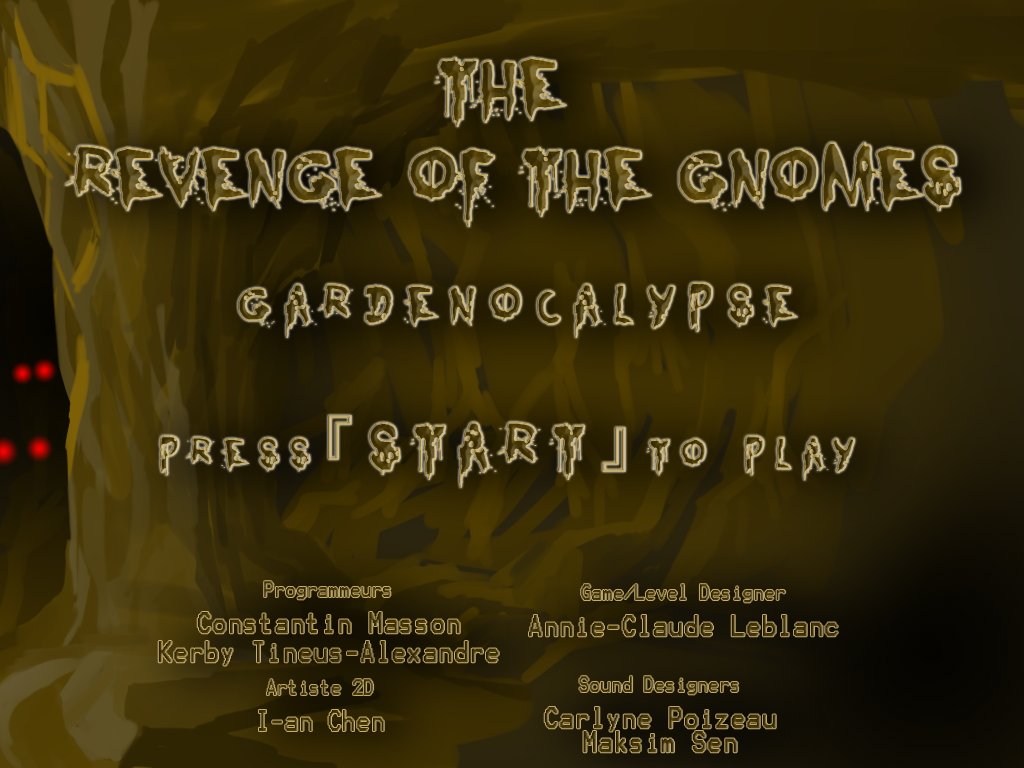 THE
REVENGE OF THE GNOMES
GARDENOCALYPSE
PRESS『START』TO PLAY
Programmeurs
Constantin Masson
Kerby Tineus-Alexandre
Artiste 2D
I-an Chen
Game/Level Designer
Annie-Claude Leblanc
Sound Designers
Carlyne Poizeau
Maksim Sen